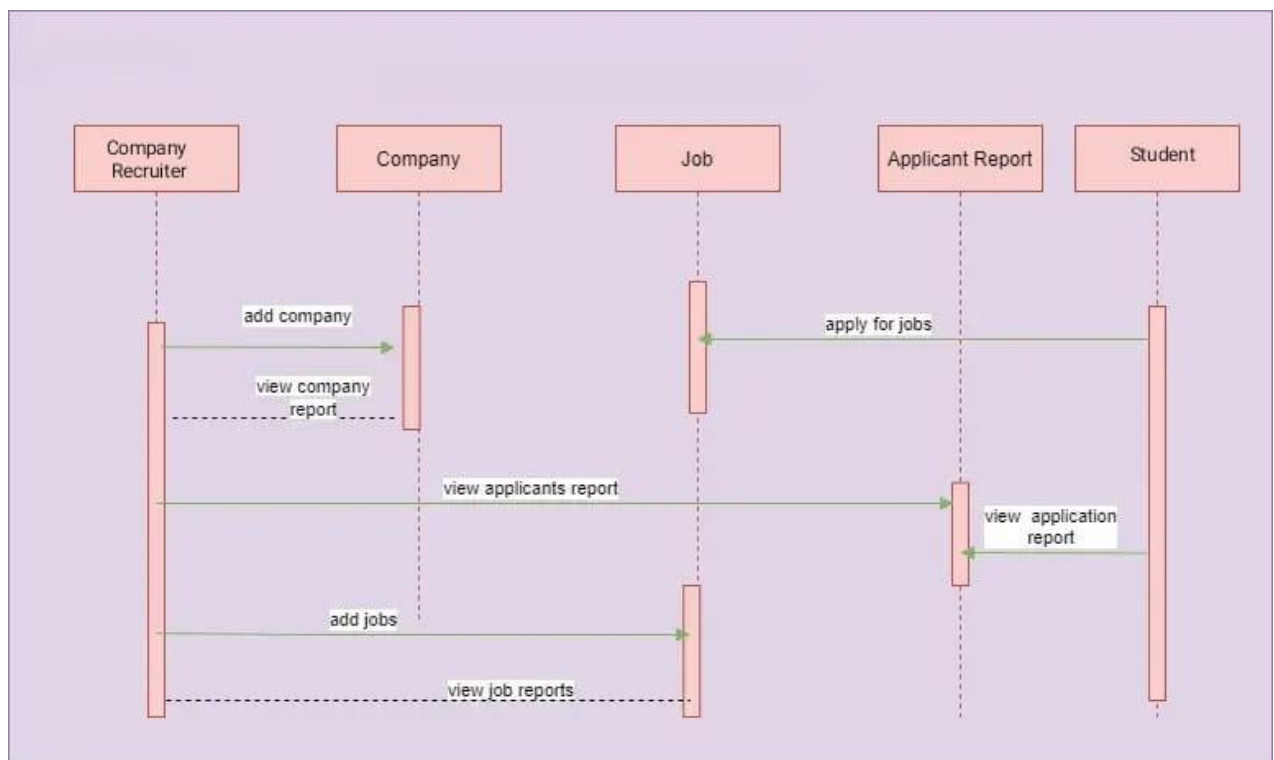 Company
Recruiter
Company
Job
Applicant Report
Student
add company
apply for jobs
view company
report
view applicants report
view application
report
add jobs
view job reports